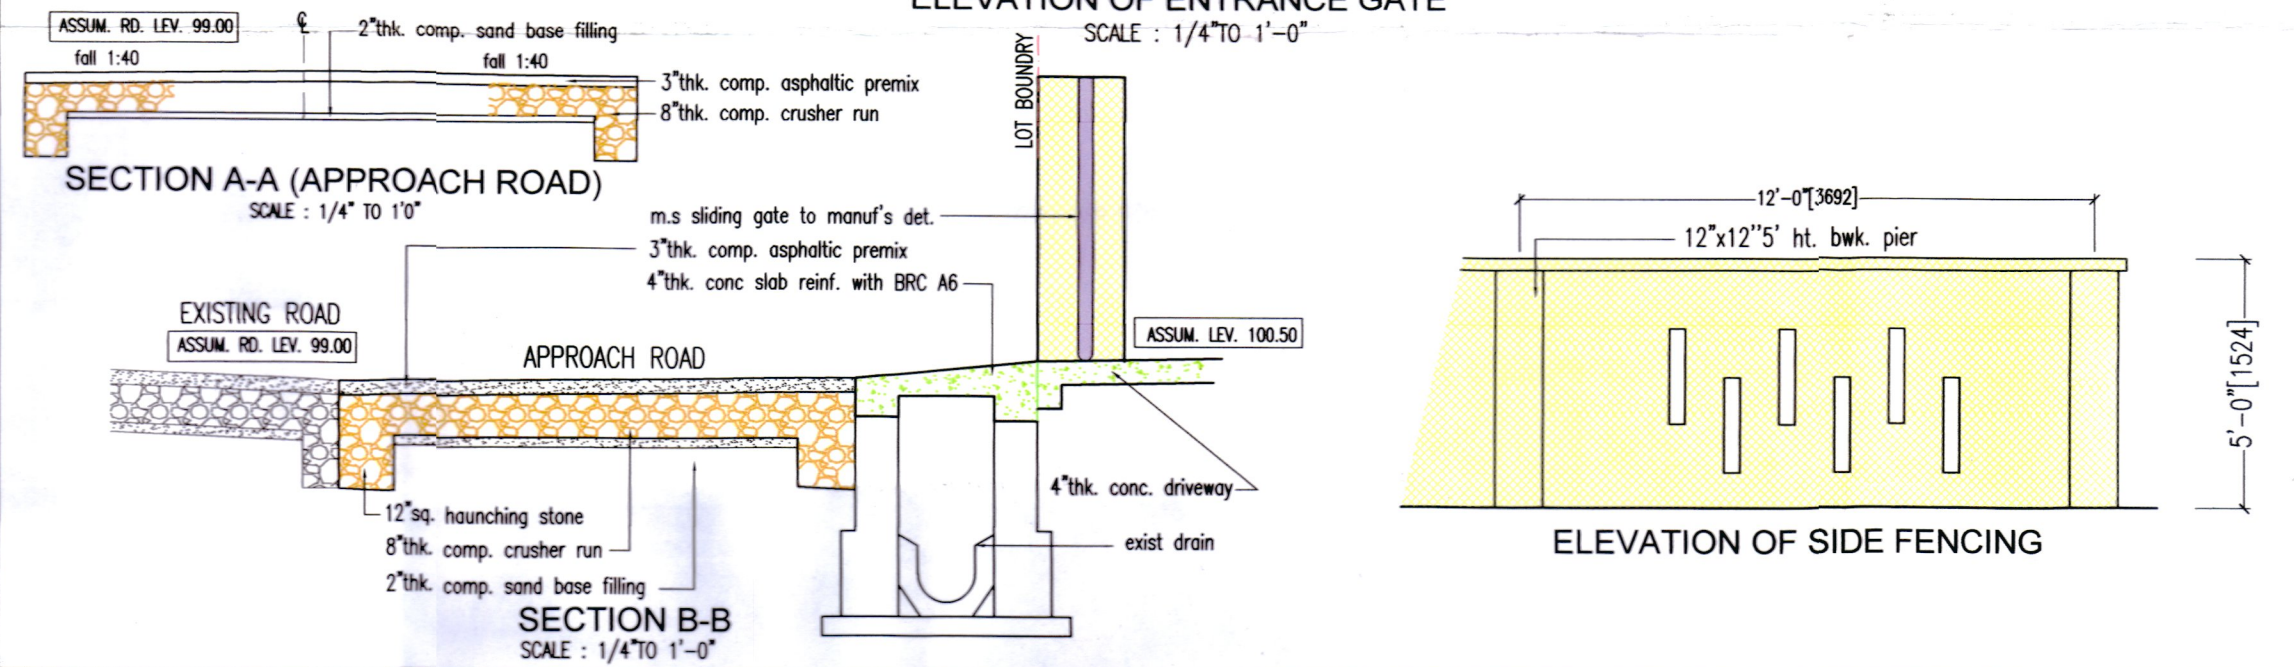 ELEVATION OF ENTRANCE GATE
SCALE : 1/4"TO 1'-0"
ASSUM. RD. LEV. 99.00
℄
2"thk. comp. sand base filling
fall 1:40
fall 1:40
3"thk. comp. asphaltic premix
8"thk. comp. crusher run
SECTION A-A (APPROACH ROAD)
SCALE : 1/4" TO 1'0"
LOT BOUNDRY
m.s sliding gate to manuf's det.
3"thk. comp. asphaltic premix
4"thk. conc slab reinf. with BRC A6
EXISTING ROAD
ASSUM. RD. LEV. 99.00
APPROACH ROAD
ASSUM. LEV. 100.50
4"thk. conc. driveway
12"sq. haunching stone
8"thk. comp. crusher run
exist drain
2"thk. comp. sand base filling
SECTION B-B
SCALE : 1/4"TO 1'-0"
12'-0"[3692]
12"x12''5' ht. bwk. pier
5'-0"[1524]
ELEVATION OF SIDE FENCING